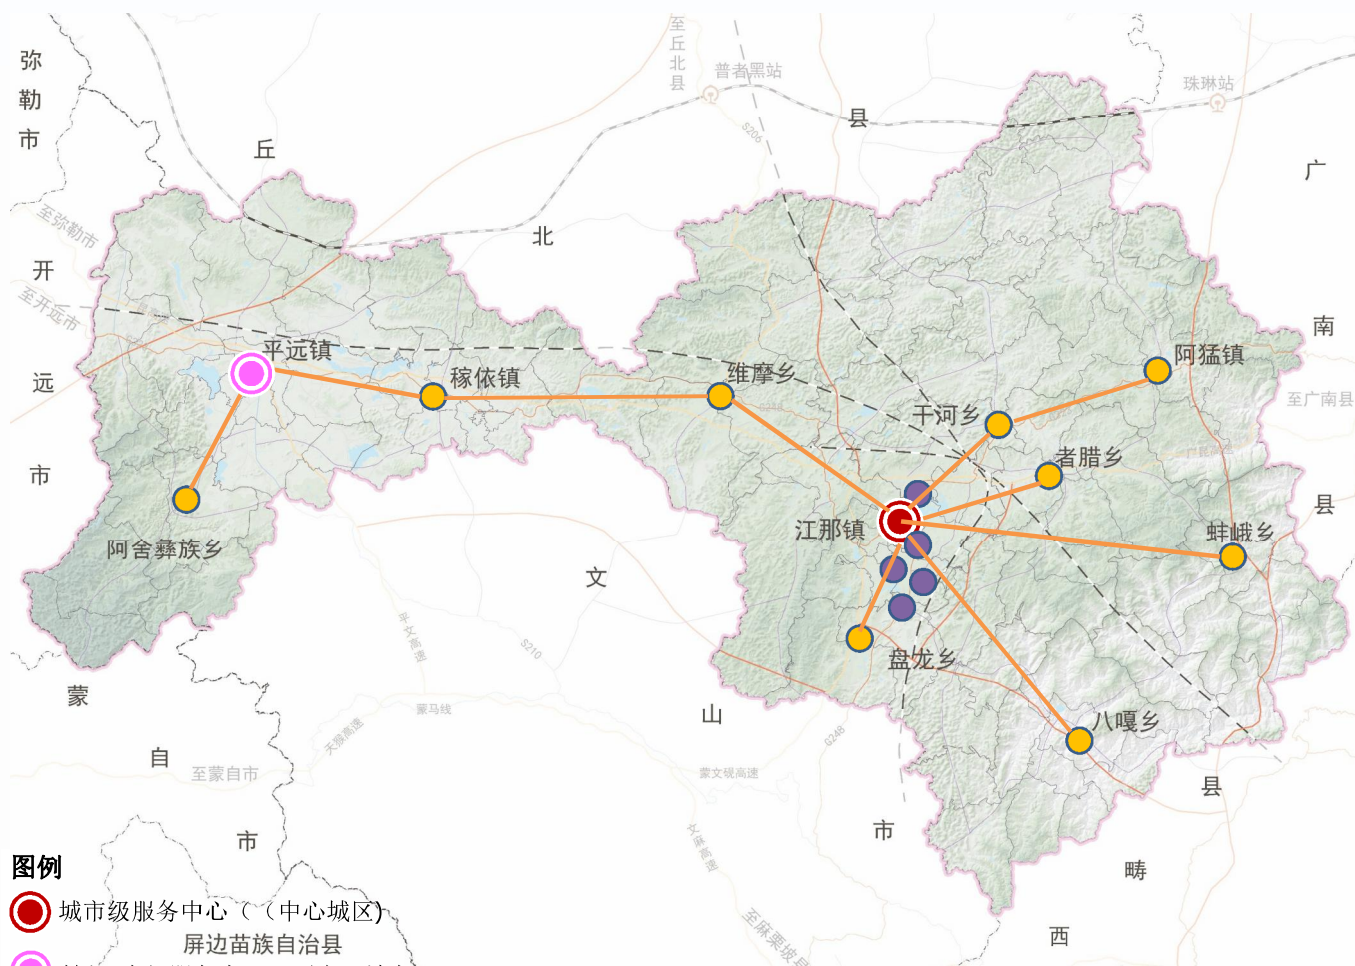 弥勒市
至丘北县
普者黑站
珠琳站
县
丘
广
S206
北
至弥勒市
开
至开远市
南
平远镇
稼依镇
维摩乡
阿猛镇
远
至广南县
干河乡
者腊乡
市
江那镇
县
蚌峨乡
阿舍彝族乡
文
平文高速
S210
盘龙乡
蒙
蒙马线
山
八嘎乡
天猴高速
G248
自
至蒙自市
蒙文砚高速
县
市
市
文麻高速
畴
图例
城市级服务中心（（中心城区)
屏边苗族自治县
至麻栗坡县
西